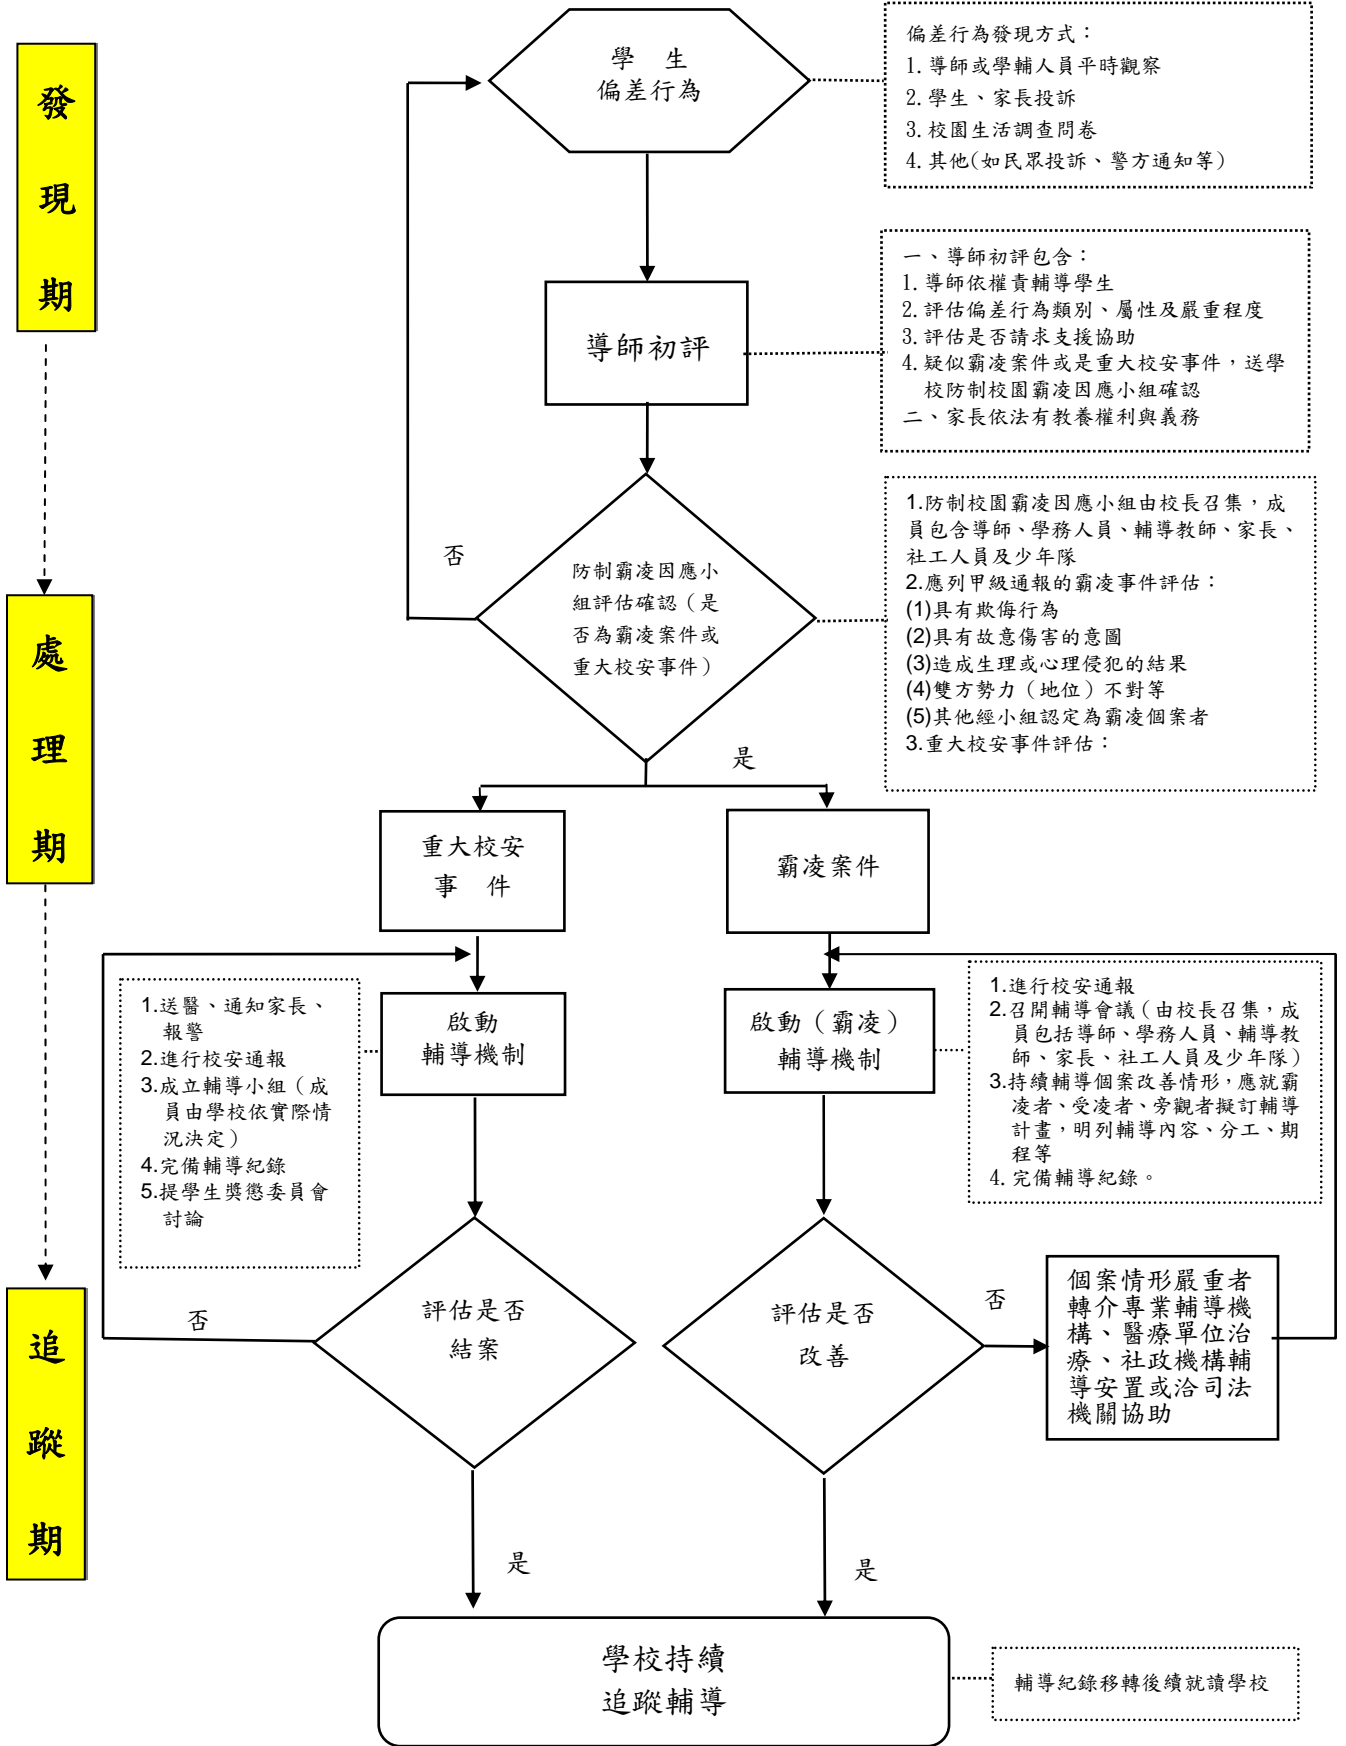 發
現
期
學 生
偏差行為
偏差行為發現方式：
1.導師或學輔人員平時觀察
2.學生、家長投訴
3.校園生活調查問卷
4.其他(如民眾投訴、警方通知等)
導師初評
一、導師初評包含：
1.導師依權責輔導學生
2.評估偏差行為類別、屬性及嚴重程度
3.評估是否請求支援協助
4.疑似霸凌案件或是重大校安事件，送學
校防制校園霸凌因應小組確認
二、家長依法有教養權利與義務
否
防制霸凌因應小
組評估確認（是
否為霸凌案件或
重大校安事件）
1.防制校園霸凌因應小組由校長召集，成
員包含導師、學務人員、輔導教師、家長、
社工人員及少年隊
2.應列甲級通報的霸凌事件評估：
(1)具有欺侮行為
(2)具有故意傷害的意圖
(3)造成生理或心理侵犯的結果
(4)雙方勢力（地位）不對等
(5)其他經小組認定為霸凌個案者
3.重大校安事件評估：
處
理
期
是
重大校安
事 件
霸凌案件
1.送醫、通知家長、
報警
2.進行校安通報
3.成立輔導小組（成
員由學校依實際情
況決定）
4.完備輔導紀錄
5.提學生獎懲委員會
討論
啟動
輔導機制
啟動（霸凌）
輔導機制
1.進行校安通報
2.召開輔導會議（由校長召集，成
員包括導師、學務人員、輔導教
師、家長、社工人員及少年隊）
3.持續輔導個案改善情形，應就霸
凌者、受凌者、旁觀者擬訂輔導
計畫，明列輔導內容、分工、期
程等
4.完備輔導紀錄。
追
蹤
期
否
評估是否
結案
評估是否
改善
否
個案情形嚴重者
轉介專業輔導機
構、醫療單位治
療、社政機構輔
導安置或洽司法
機關協助
是
是
學校持續
追蹤輔導
輔導紀錄移轉後續就讀學校